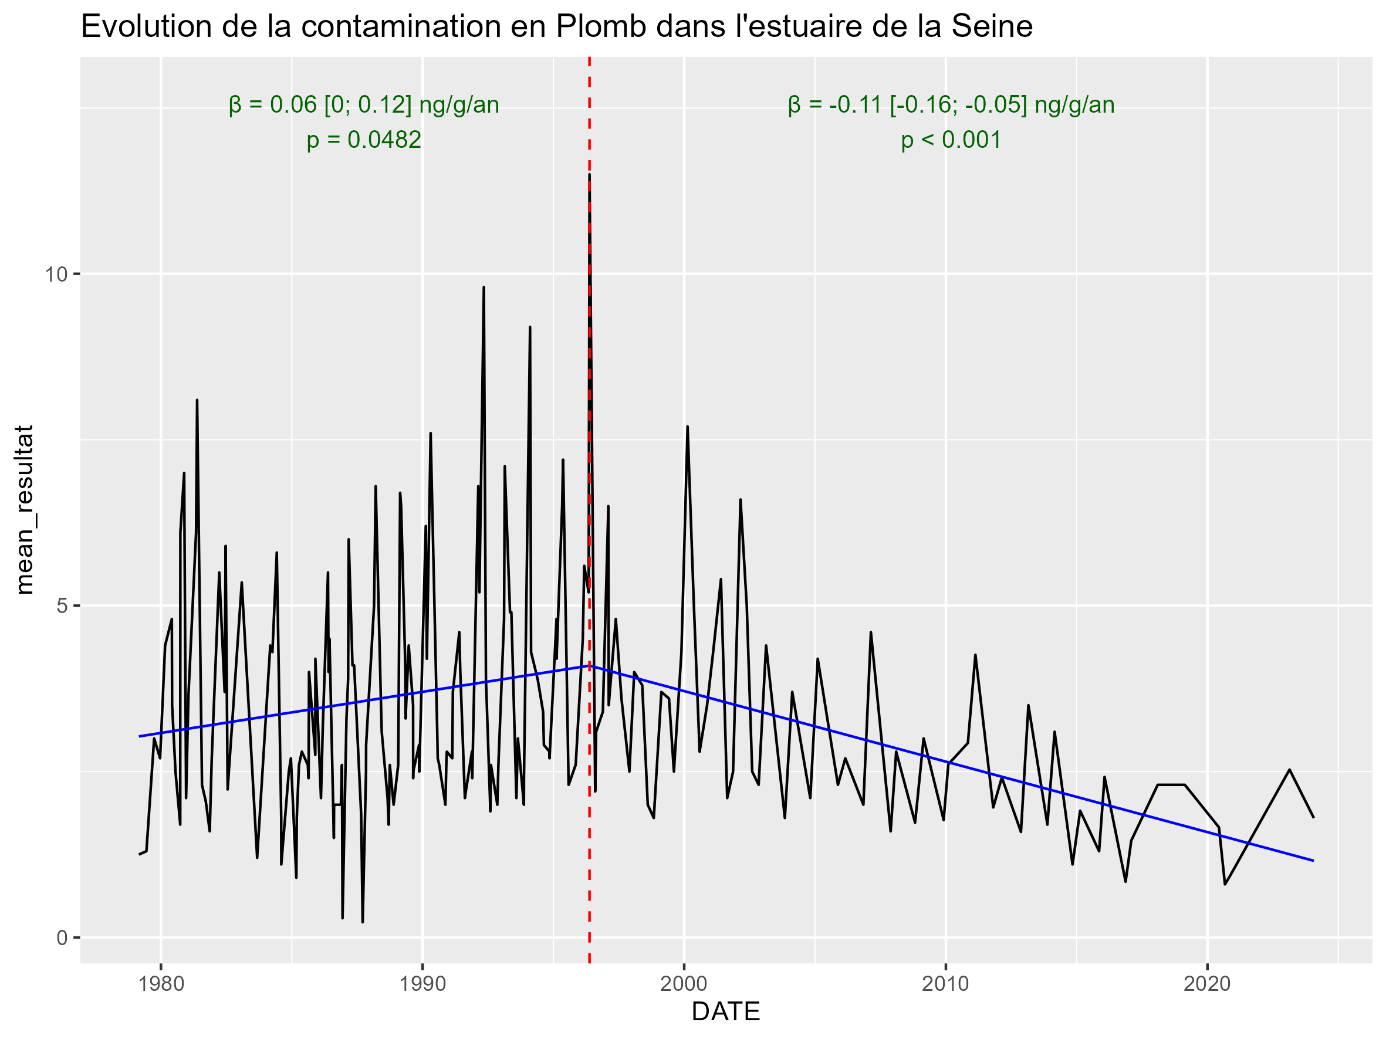 Evolution de la contamination en Plomb dans l'estuaire de la Seine
β = 0.06 [0; 0.12] ng/g/an
p = 0.0482
β = -0.11 [-0.16; -0.05] ng/g/an
p < 0.001
mean_resultat
10
5
0
1980
1990
2000
2010
2020
DATE